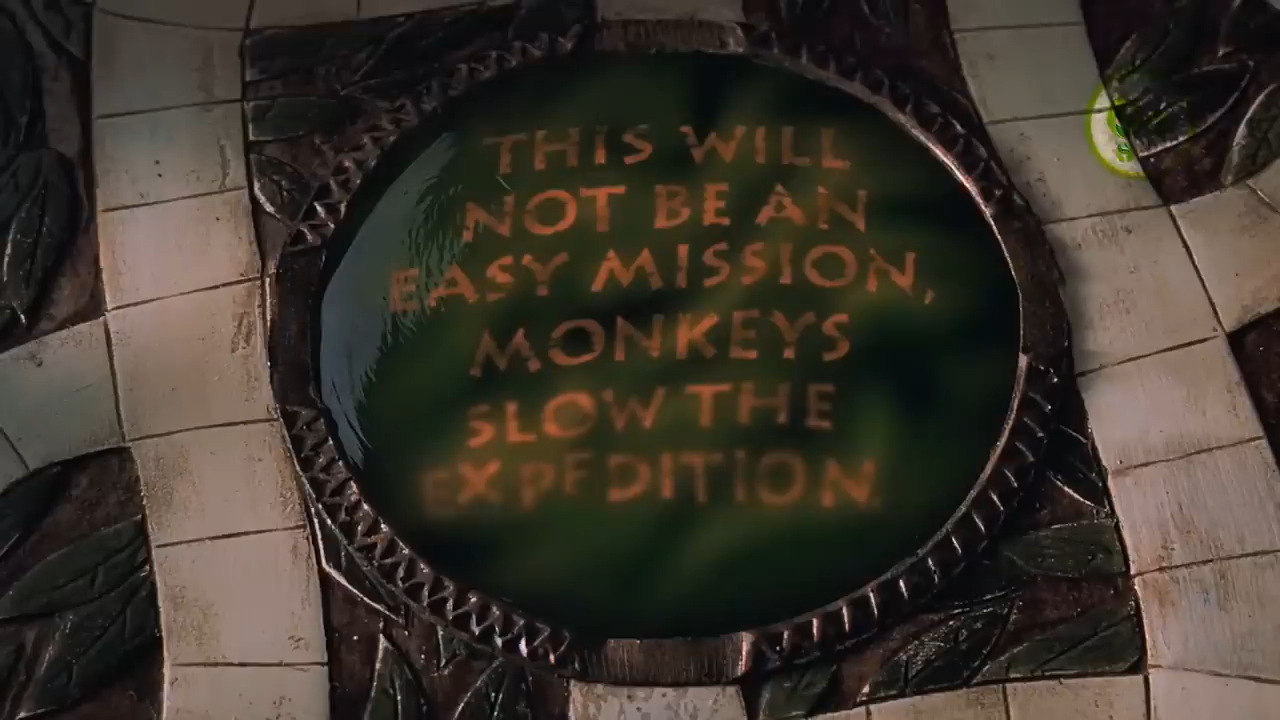 THIS WILL
NOT BE AN
EASY MISSION,
MONKEYS
SLOW THE
EXPEDITION